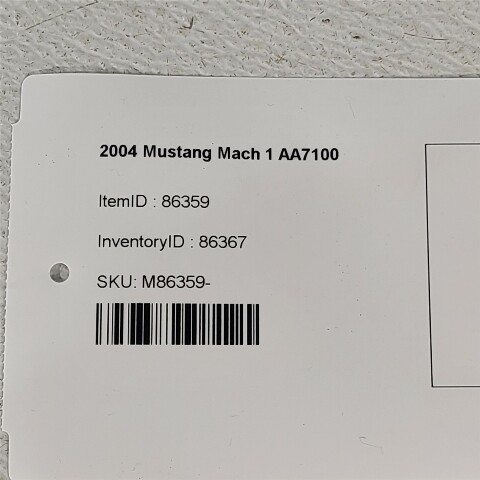 2004 Mustang Mach 1 AA7100
ItemID : 86359
InventoryID : 86367
SKU: M86359-